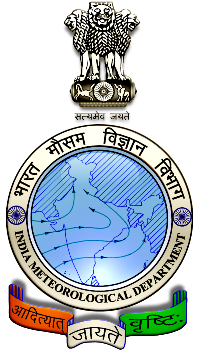 सत्यमेव जयते
भारत मौसम विज्ञान विभाग
INDIA METEOROLOGICAL DEPARTMENT
आदित्यात् जायते वृष्टिः